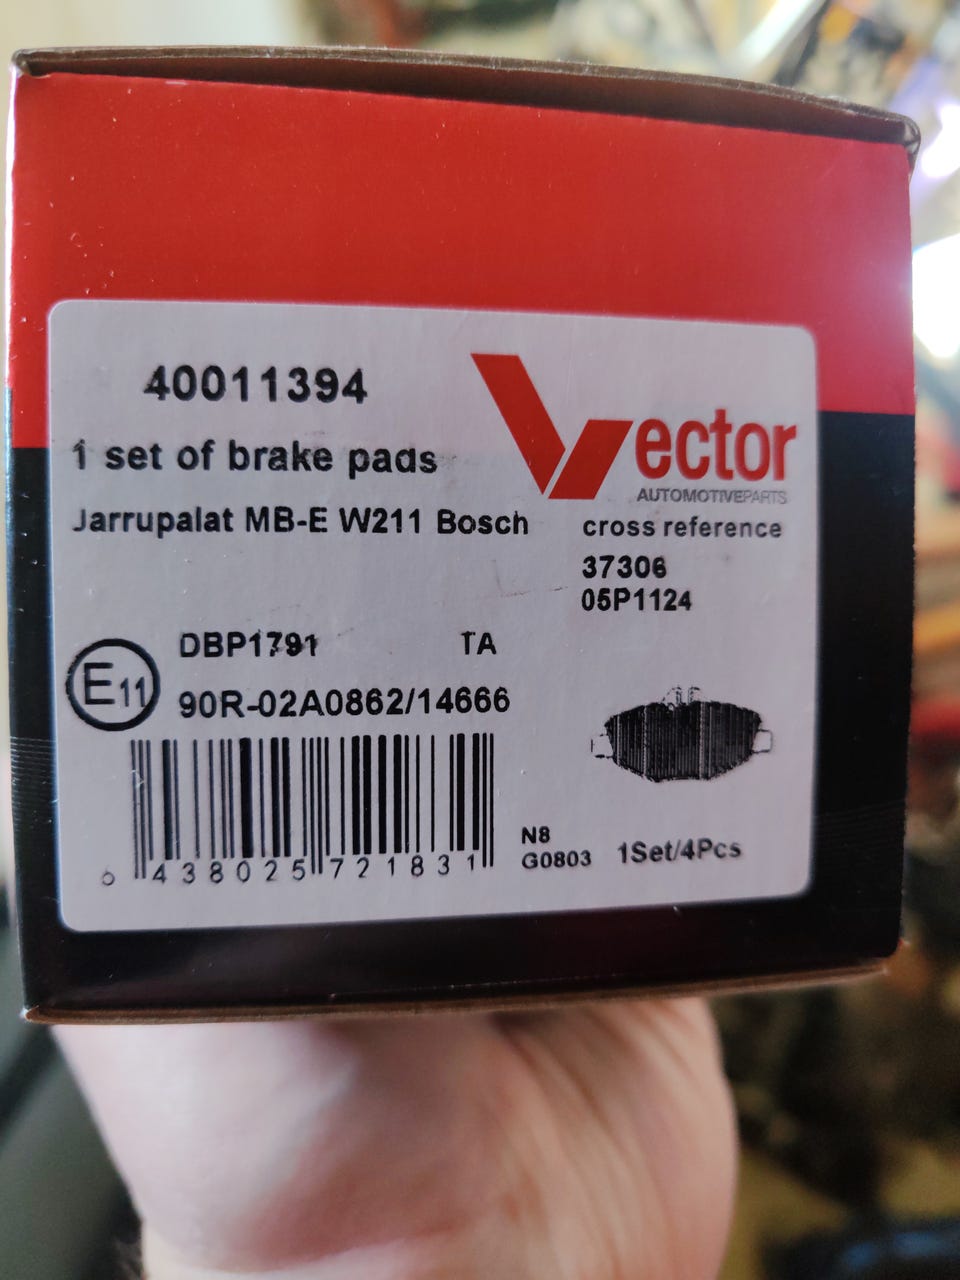 40011394
Vector
AUTOMOTIVEPARTS
1 set of brake pads
Jarrupalat MB-E W211 Bosch
cross reference
37306
05P1124
DBP1791 TA
E11
90R-02A0862/14666
6 438025 721831
N8
G0803
1Set/4Pcs